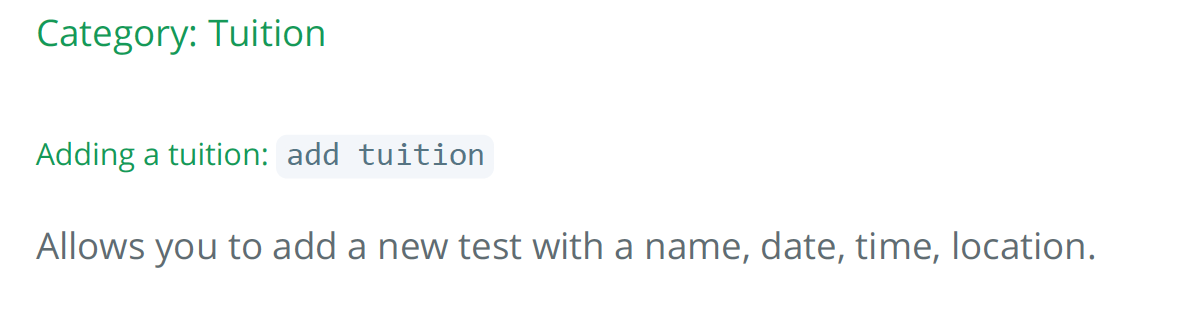 Category: Tuition
Adding a tuition: add tuition
Allows you to add a new test with a name, date, time, location.